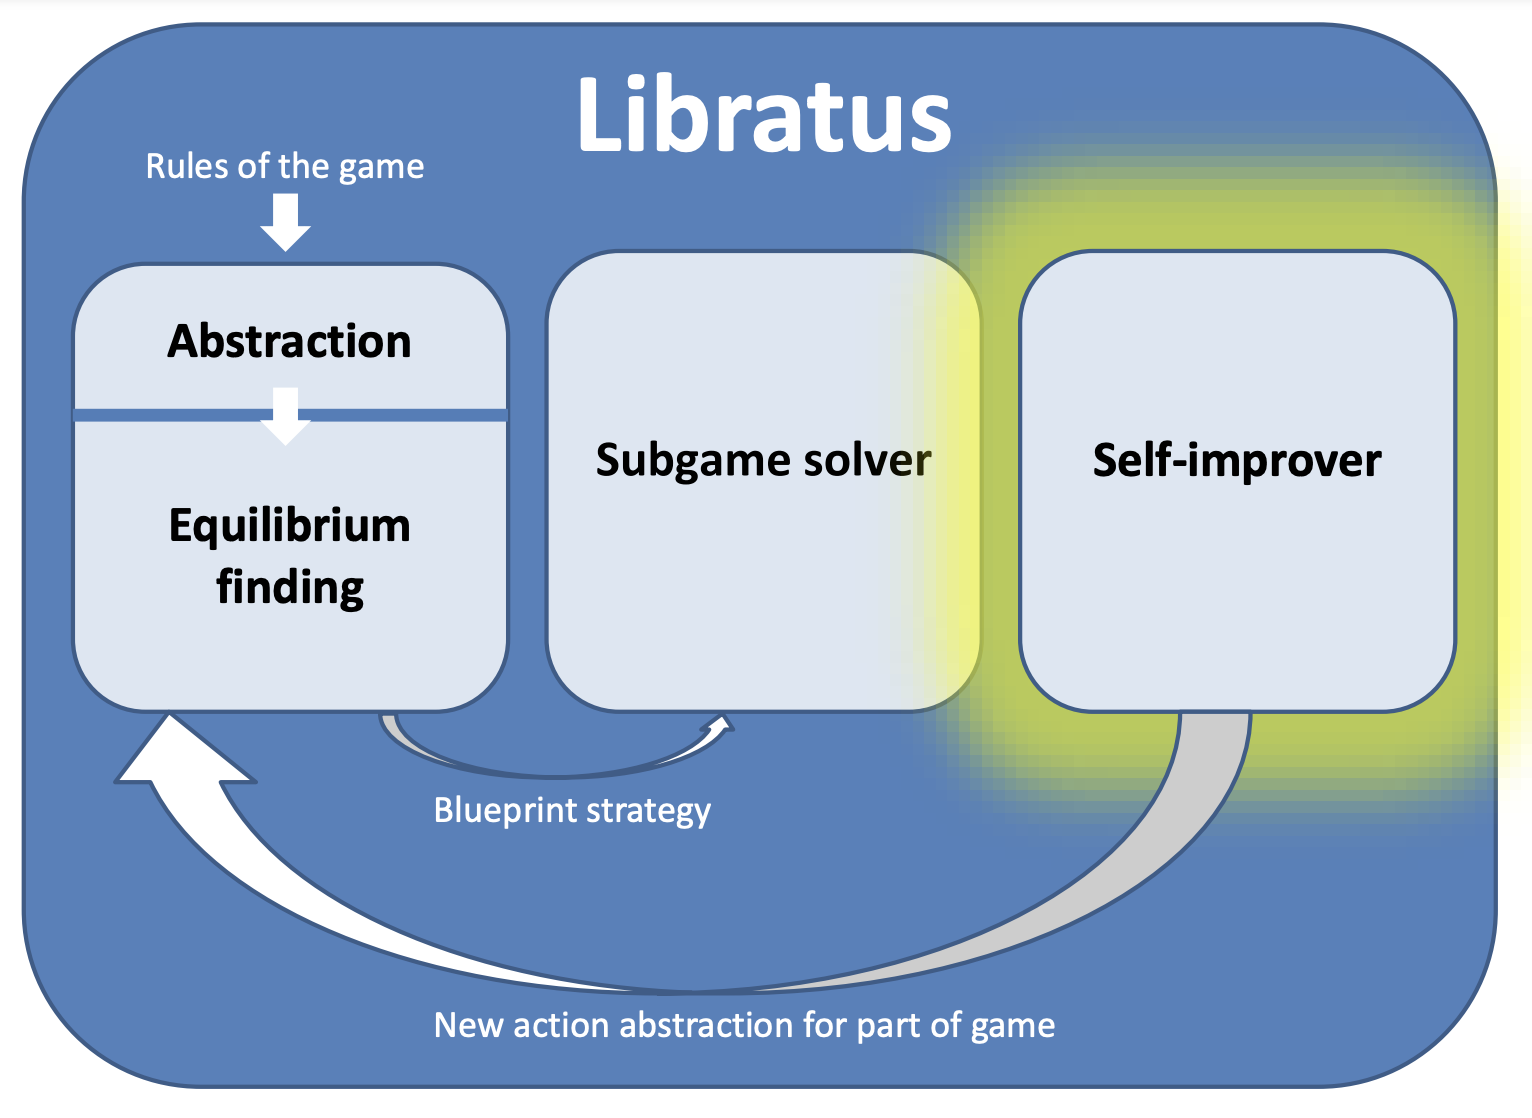 Libratus
Rules of the game
Abstraction
Equilibrium
finding
Subgame solver
Self-improver
Blueprint strategy
New action abstraction for part of game